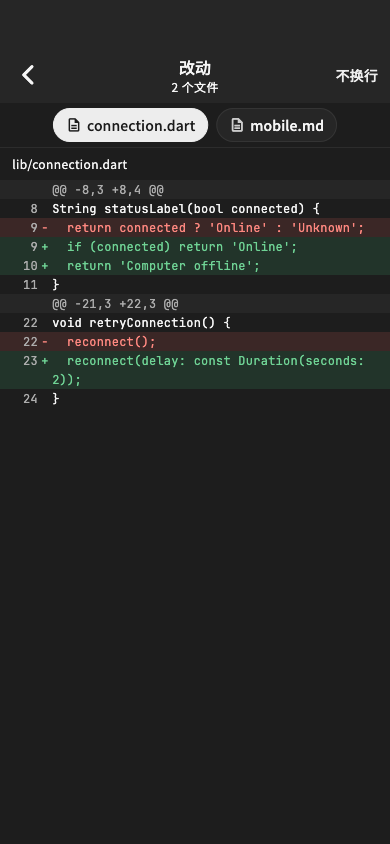 改动
2 个文件
不换行
connection.dart
mobile.md
lib/connection.dart
@@ -8,3 +8,4 @@
8 String statusLabel(bool connected) {
9 -   return connected ? 'Online' : 'Unknown';
9 +   if (connected) return 'Online';
10 +   return 'Computer offline';
11 }
@@ -21,3 +22,3 @@
22 void retryConnection() {
22 -   reconnect();
23 +   reconnect(delay: const Duration(seconds:
2));
24 }